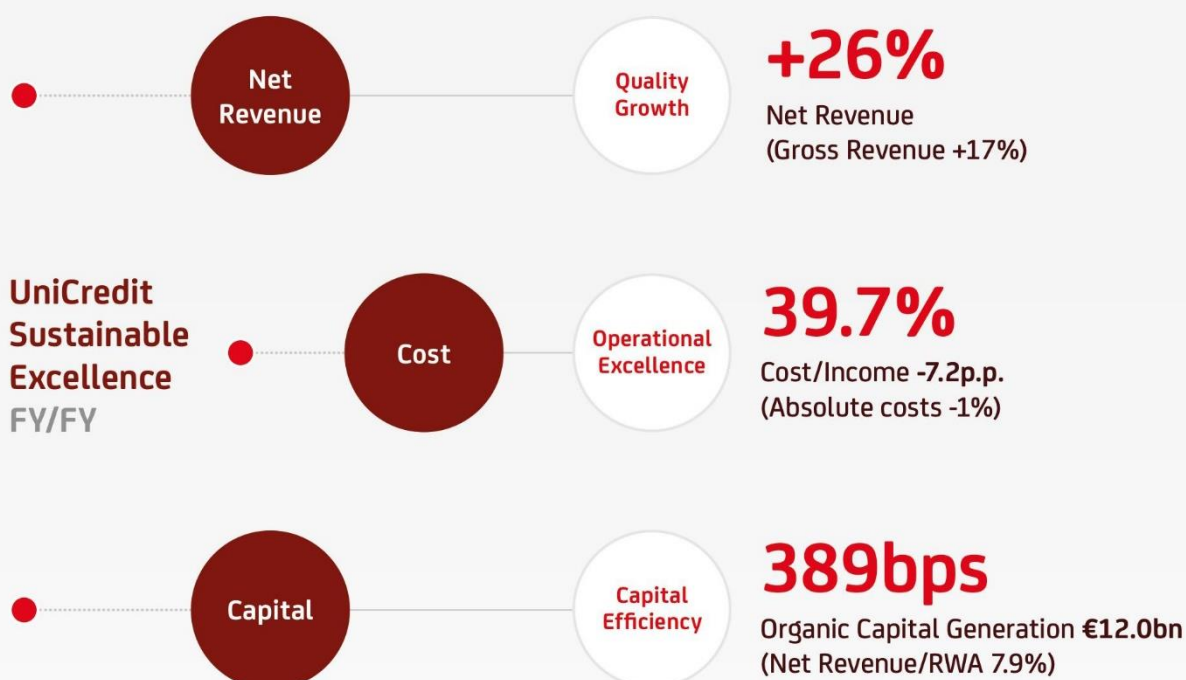 Net
Revenue
Quality
Growth
+26%
Net Revenue
(Gross Revenue +17%)
UniCredit
Sustainable
Excellence
FY/FY
Cost
Operational
Excellence
39.7%
Cost/Income -7.2p.p.
(Absolute costs -1%)
Capital
Capital
Efficiency
389bps
Organic Capital Generation €12.0bn
(Net Revenue/RWA 7.9%)